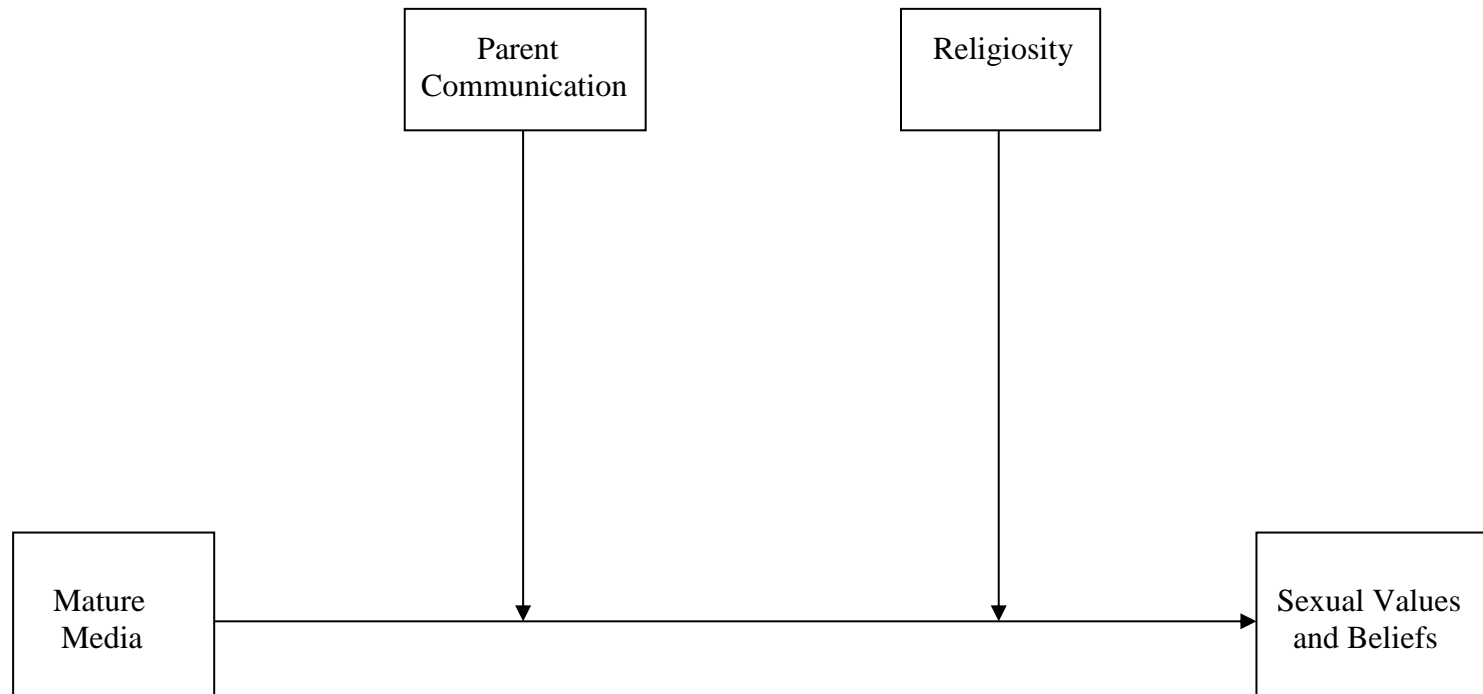 Parent
Communication
Religiosity
Mature
Media
Sexual Values
and Beliefs